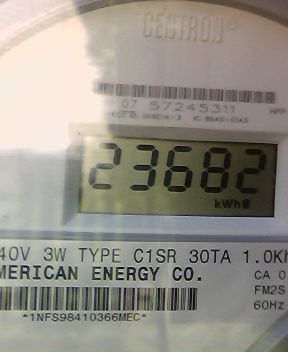 CENTRON®
07 57245311
23682
kWh
40V 3W TYPE C1SR 30TA 1.0Kh
MERICAN ENERGY CO.
CA 0
FM2S
60Hz
*1NFS98410366MEC*